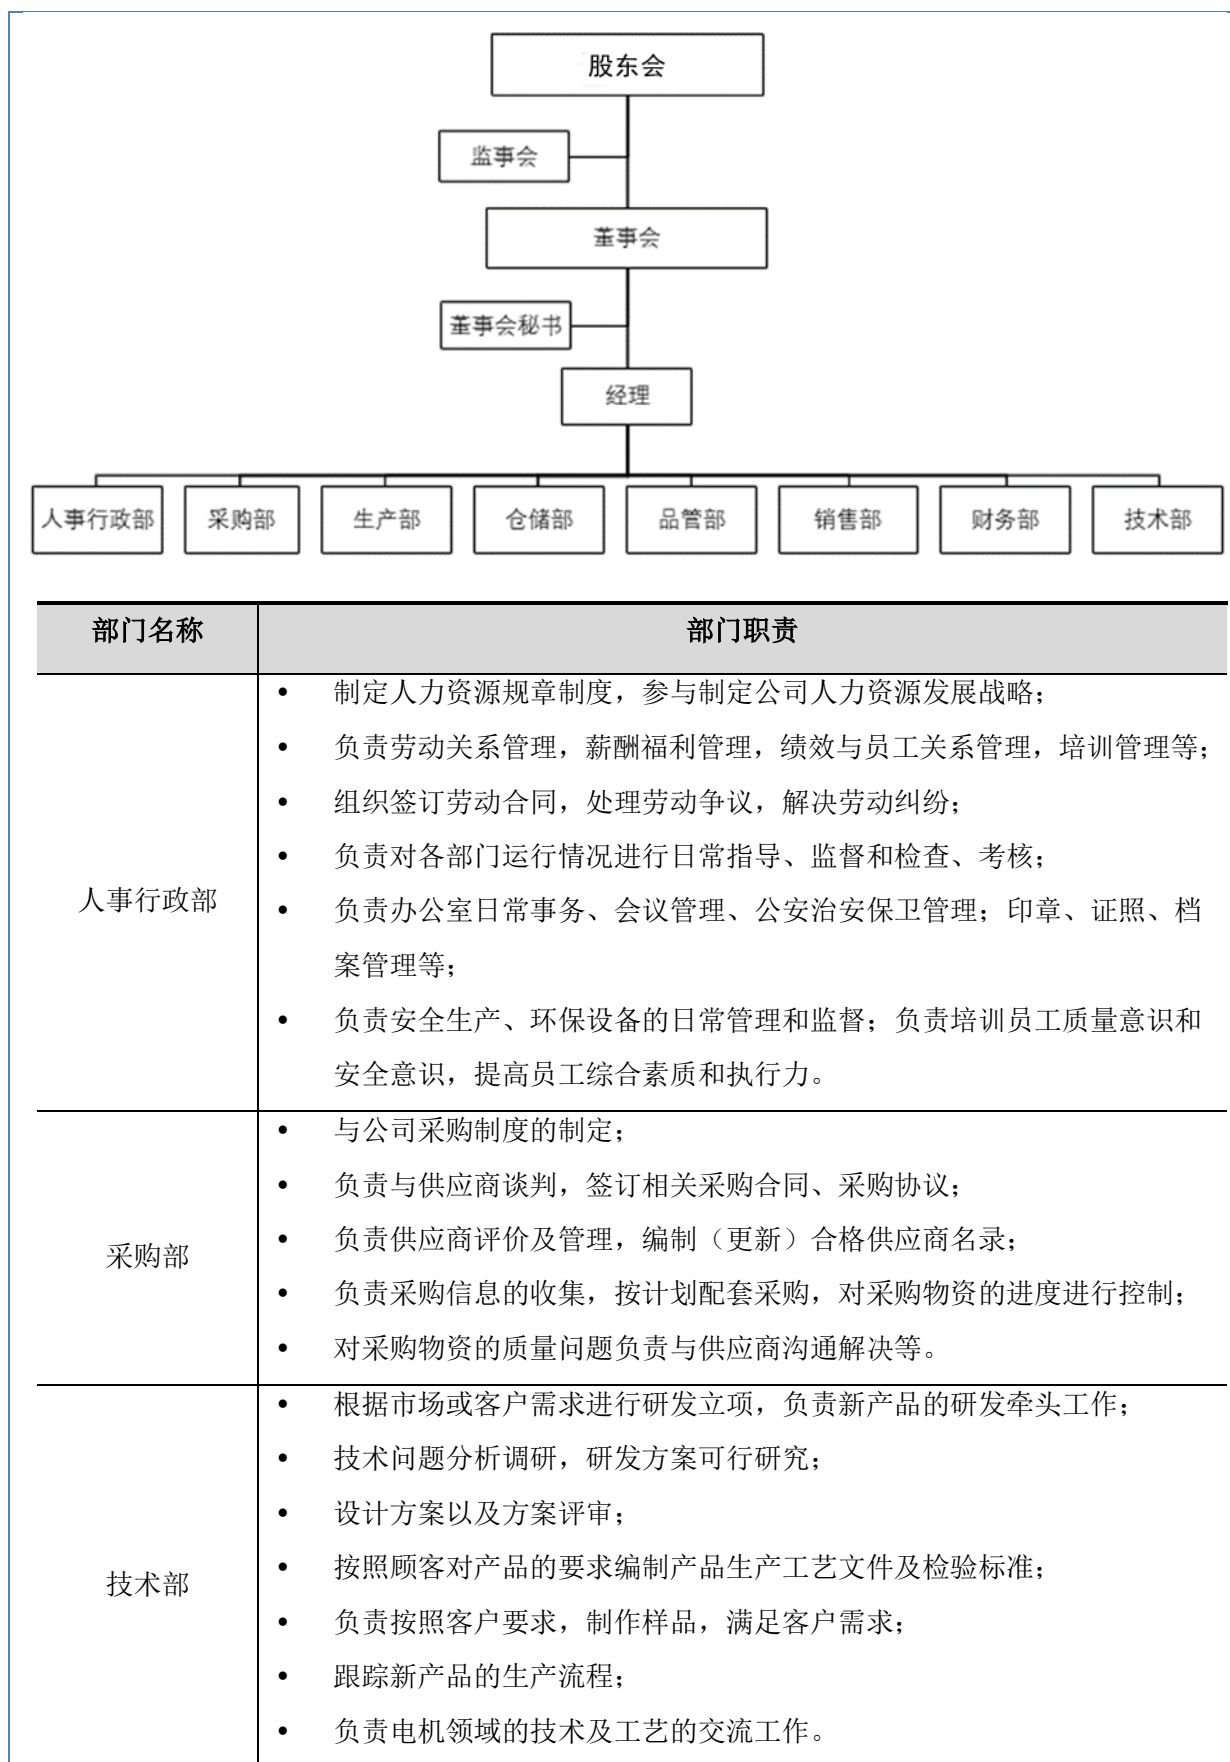 股东会
监事会
董事会
董事会秘书
经理
人事行政部 采购部 生产部 仓储部 品管部 销售部 财务部 技术部
部门名称 部门职责
人事行政部
• 制定人力资源规章制度，参与制定公司人力资源发展战略；
• 负责劳动关系管理，薪酬福利管理，绩效与员工关系管理，培训管理等；
• 组织签订劳动合同，处理劳动争议，解决劳动纠纷；
• 负责对各部门运行情况进行日常指导、监督和检查、考核；
• 负责办公室日常事务、会议管理、公安治安保卫管理；印章、证照、档
案管理等；
• 负责安全生产、环保设备的日常管理和监督；负责培训员工质量意识和
安全意识，提高员工综合素质和执行力。
采购部
• 与公司采购制度的制定；
• 负责与供应商谈判，签订相关采购合同、采购协议；
• 负责供应商评价及管理，编制（更新）合格供应商名录；
• 负责采购信息的收集，按计划配套采购，对采购物资的进度进行控制；
• 对采购物资的质量问题负责与供应商沟通解决等。
技术部
• 根据市场或客户需求进行研发立项，负责新产品的研发牵头工作；
• 技术问题分析调研，研发方案可行研究；
• 设计方案以及方案评审；
• 按照顾客对产品的要求编制产品生产工艺文件及检验标准；
• 负责按照客户要求，制作样品，满足客户需求；
• 跟踪新产品的生产流程；
• 负责电机领域的技术及工艺的交流工作。